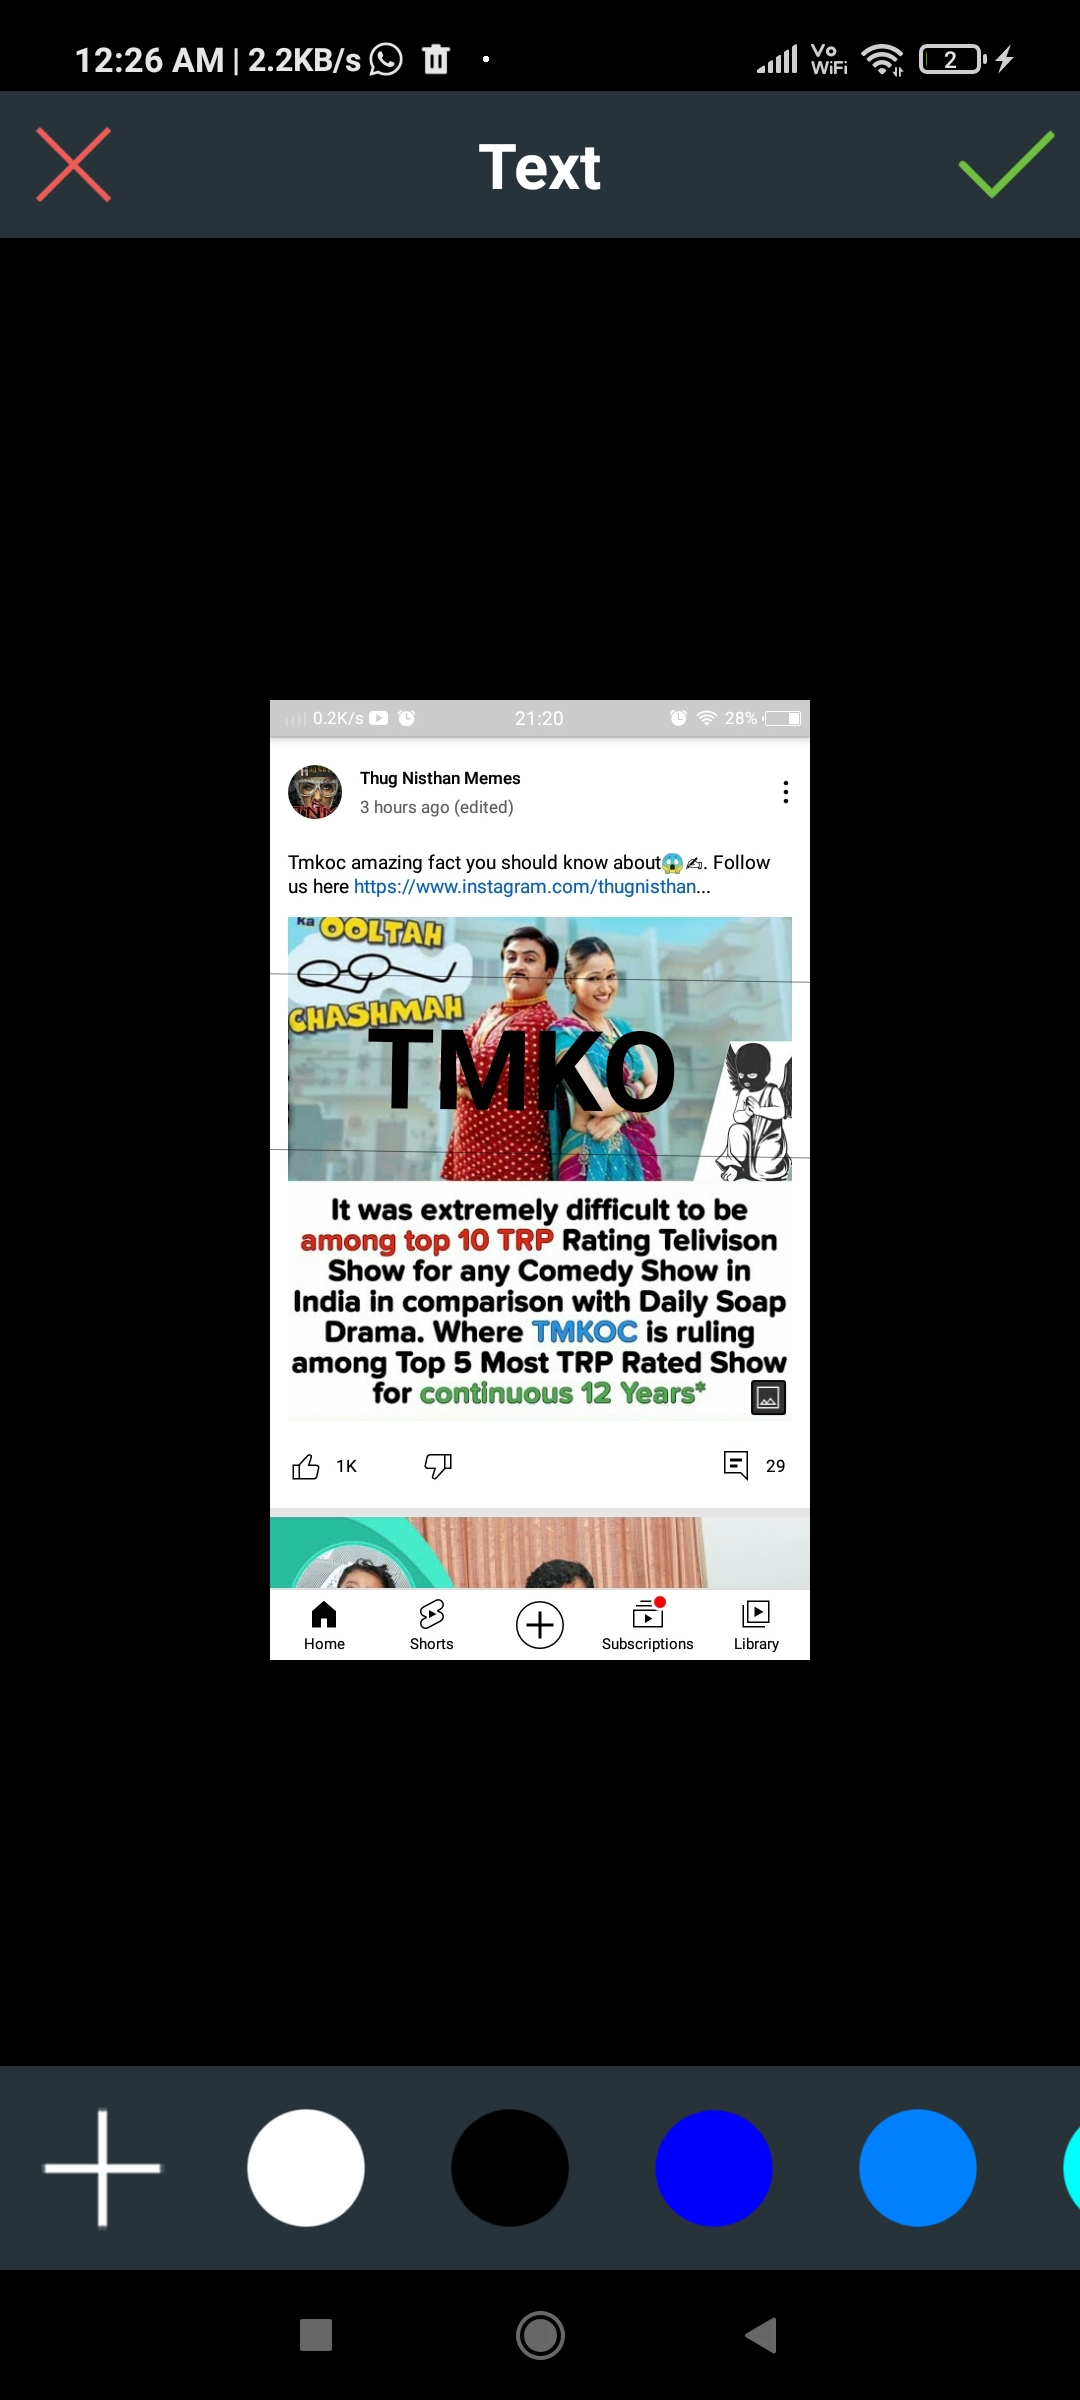 12:26 AM | 2.2KB/s
Vo
WiFi
2
Text
0.2K/s
21:20
28%
Thug Nisthan Memes
3 hours ago (edited)
Tmkoc amazing fact you should know about😱✍. Follow
us here https://www.instagram.com/thugnisthan...
Ka OOLTAH
CHASHMAH
TMKO
It was extremely difficult to be
among top 10 TRP Rating Telivison
Show for any Comedy Show in
India in comparison with Daily Soap
Drama. Where TMKOC is ruling
among Top 5 Most TRP Rated Show
for continuous 12 Years*
1K
29
Home
Shorts
Subscriptions
Library